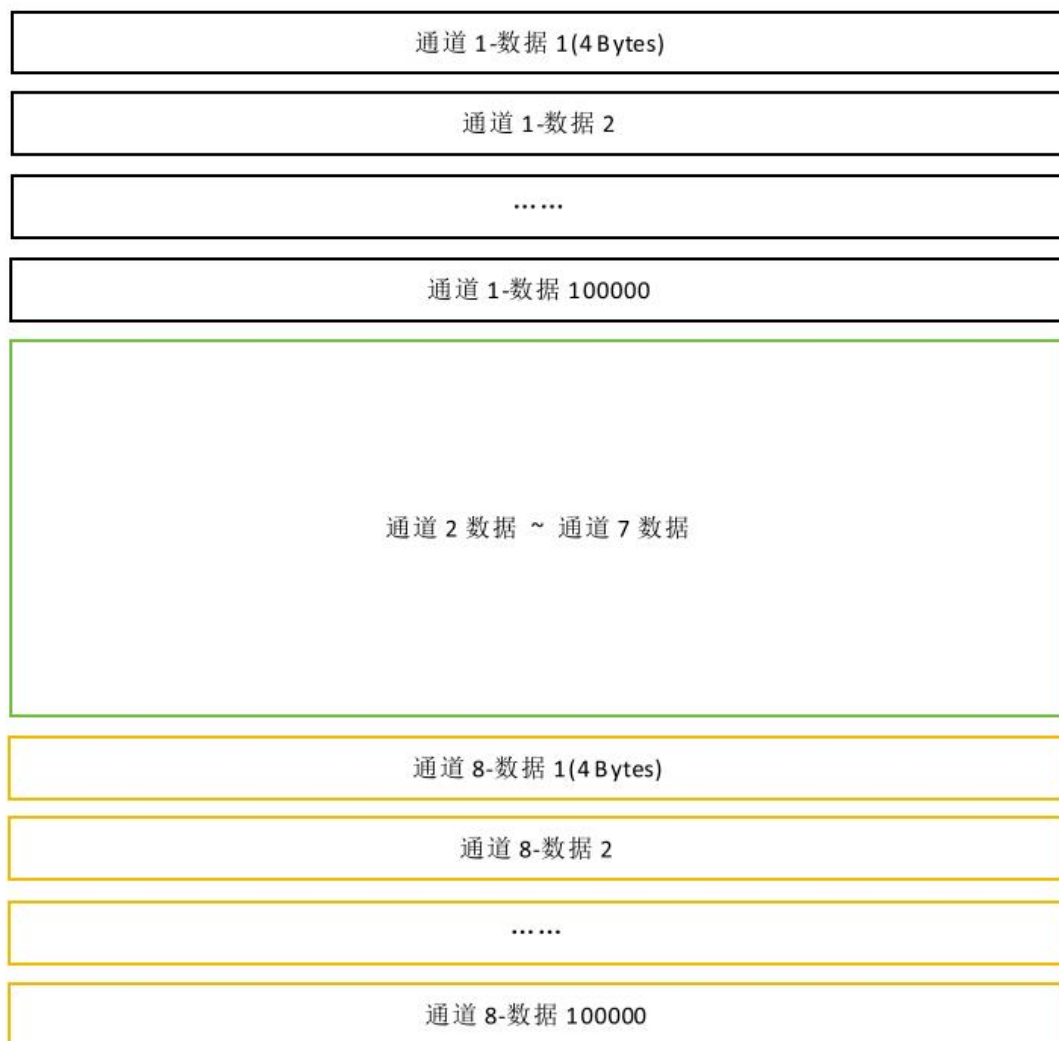 通道 1-数据 1(4 Bytes)
通道 1-数据 2
……
通道 1-数据 100000
通道 2 数据 ~ 通道 7 数据
通道 8-数据 1(4 Bytes)
通道 8-数据 2
……
通道 8-数据 100000